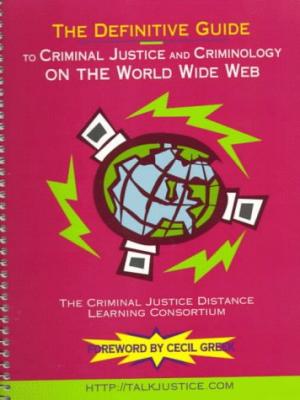 THE DEFINITIVE GUIDE
TO CRIMINAL JUSTICE AND CRIMINOLOGY
ON THE WORLD WIDE WEB
THE CRIMINAL JUSTICE DISTANCE
LEARNING CONSORTIUM
FOREWORD BY CECIL GREEK
HTTP://TALKJUSTICE.COM